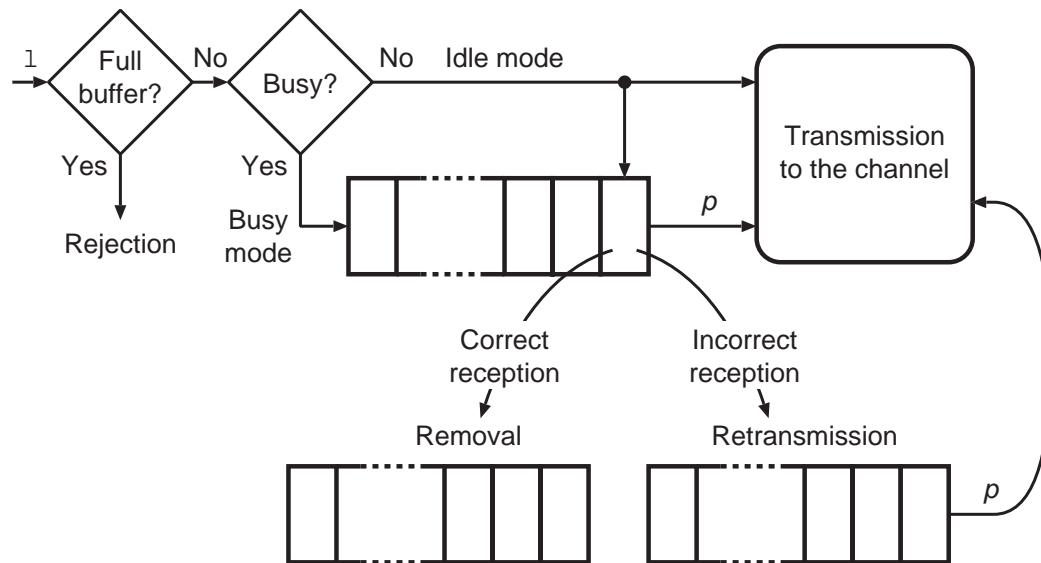 1
Full
buffer?
No
Busy?
No
Idle mode
Transmission
to the channel
Yes
Rejection
Yes
Busy
mode
p
Correct
reception
Incorrect
reception
Removal
Retransmission
p